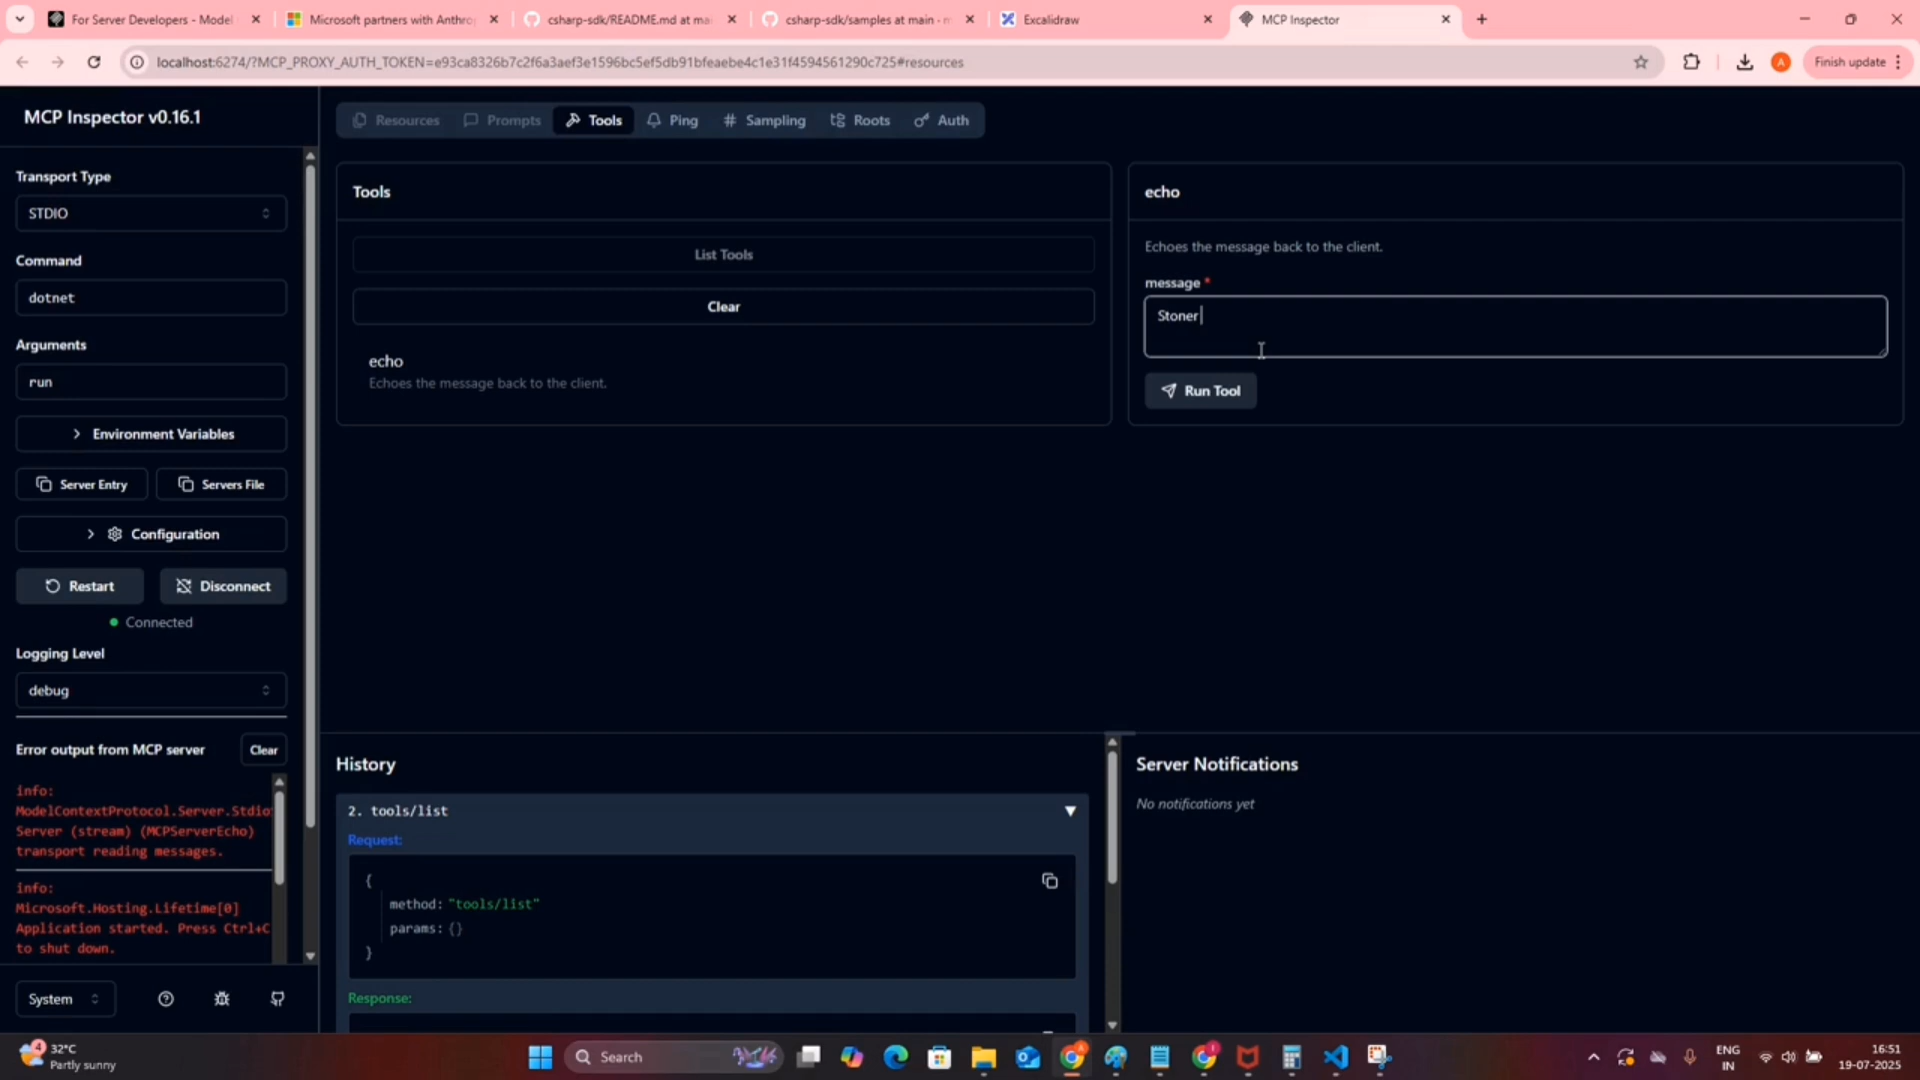 For Server Developers - Model
Microsoft partners with Anthro
csharp-sdk/README.md at ma
csharp-sdk/samples at main · m
Excalidraw
MCP Inspector
localhost:6274/?MCP_PROXY_AUTH_TOKEN=e93ca8326b7c2f6a3aef3e1596bc5ef5db91bfeaebe4c1e31f4594561290c725#resources
A
Finish update
MCP Inspector v0.16.1
Resources
Prompts
Tools
Ping
Sampling
Roots
Auth
Transport Type
STDIO
Command
dotnet
Arguments
run
Environment Variables
Server Entry
Servers File
Configuration
Restart
Disconnect
Connected
Logging Level
debug
Error output from MCP server
Clear
info:
ModelContextProtocol.Server.Stdio
Server (stream) (MCPServerEcho)
transport reading messages.
info:
Microsoft.Hosting.Lifetime[0]
Application started. Press Ctrl+C
to shut down.
System
Tools
List Tools
Clear
echo
Echoes the message back to the client.
echo
Echoes the message back to the client.
message *
Stoner
Run Tool
History
2. tools/list
Request:
{
method: "tools/list"
params: {}
}
Response:
Server Notifications
No notifications yet
4
32°C
Partly sunny
Search
ENG
IN
16:51
19-07-2025